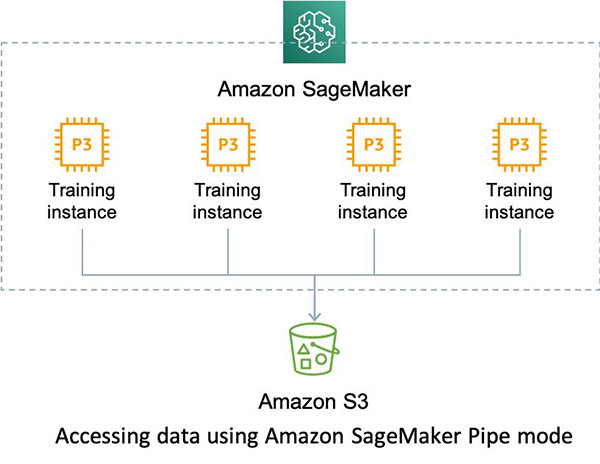 Amazon SageMaker
P3 P3 P3 P3
Training Training Training Training
instance instance instance instance
Amazon S3
Accessing data using Amazon SageMaker Pipe mode